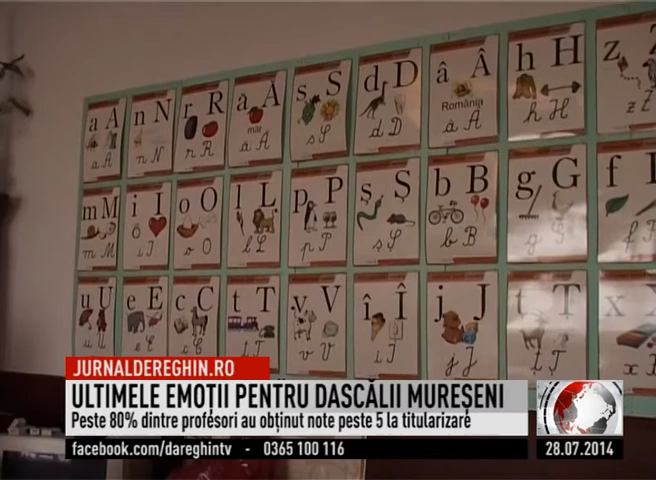 a A
n N
r R
ă Ă
s S
d D
â Â
h H
z
măr
România
a A
n N
r R
ă Ă
s S
d D
â Â
h H
z Z
m M
i I
o O
l L
p P
ș Ș
b B
g G
f
m M
i I
o O
l L
p P
ș Ș
b B
g G
f
u U
e E
c C
t T
v V
î Î
j J
x
u U
e E
c C
t T
v V
î Î
j J
ț Ț
x
JURNALDEREGHIN.RO
ULTIMELE EMOȚII PENTRU DASCĂLII MUREȘENI
Peste 80% dintre profesori au obținut note peste 5 la titularizare
facebook.com/dareghintv - 0365 100 116
28.07.2014